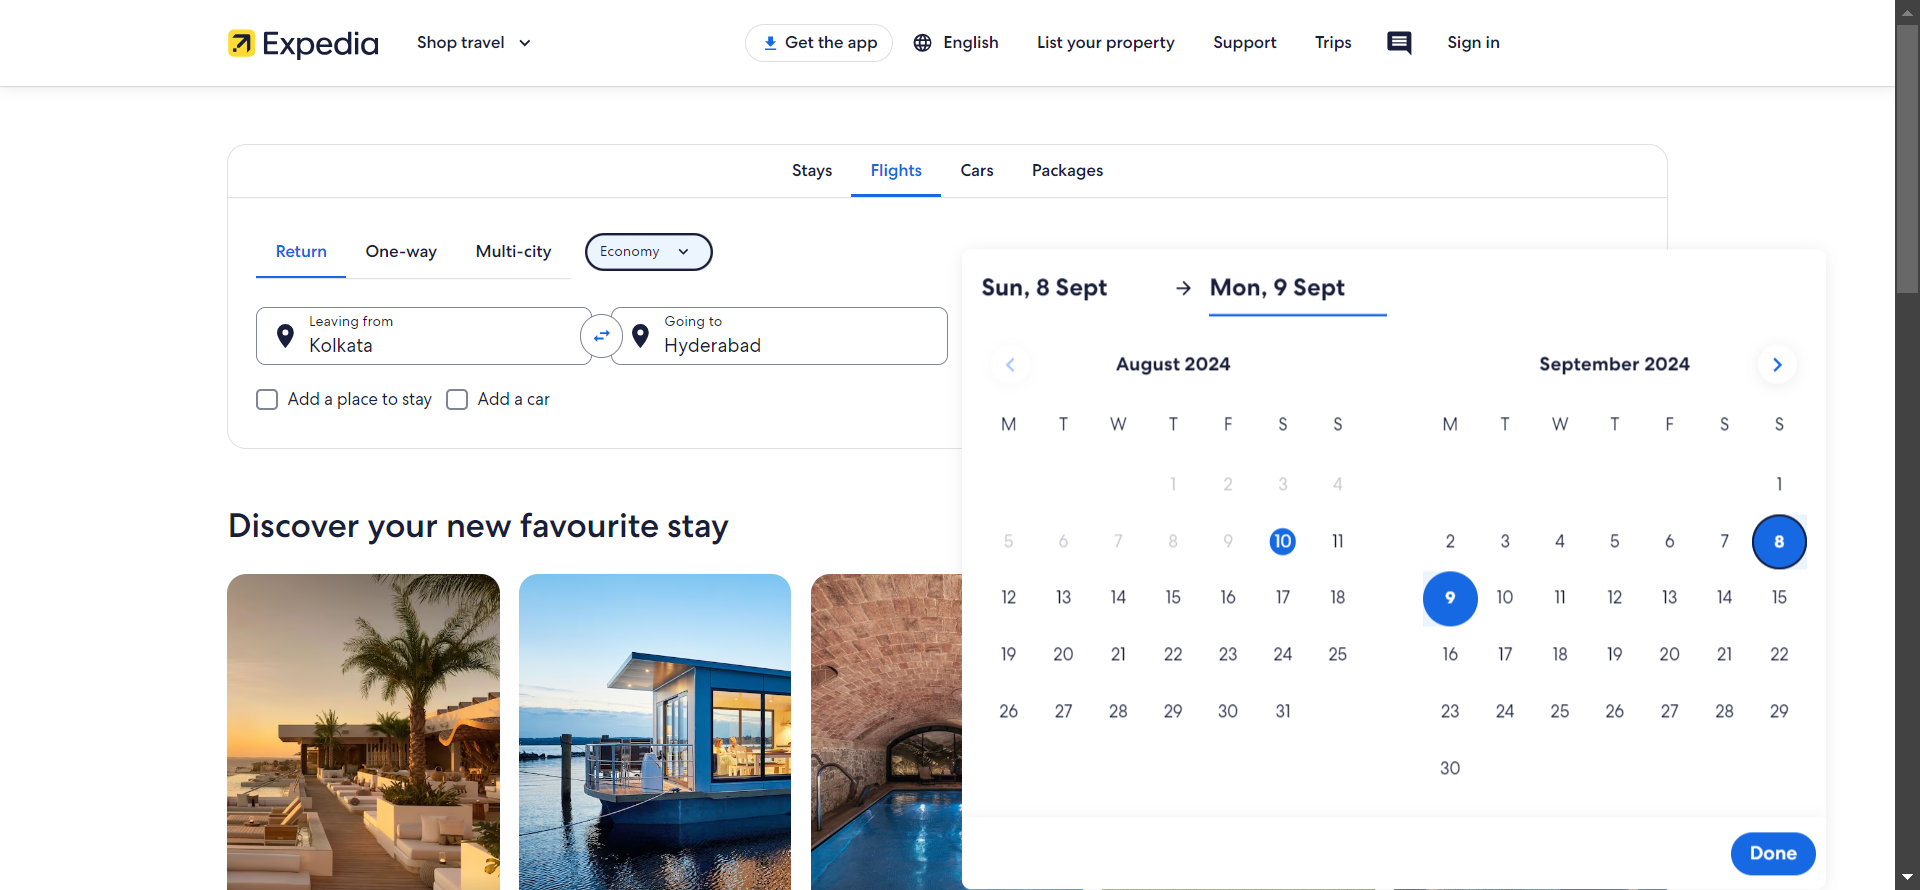 Expedia
Shop travel
Get the app
English
List your property
Support
Trips
Sign in
Stays
Flights
Cars
Packages
Return
One-way
Multi-city
Economy
Leaving from
Kolkata
Going to
Hyderabad
Add a place to stay
Add a car
Sun, 8 Sept
Mon, 9 Sept
August 2024
M T W T F S S
1 2 3 4
5 6 7 8 9 10 11
12 13 14 15 16 17 18
19 20 21 22 23 24 25
26 27 28 29 30 31
September 2024
M T W T F S S
1
2 3 4 5 6 7 8
9 10 11 12 13 14 15
16 17 18 19 20 21 22
23 24 25 26 27 28 29
30
Done
Discover your new favourite stay